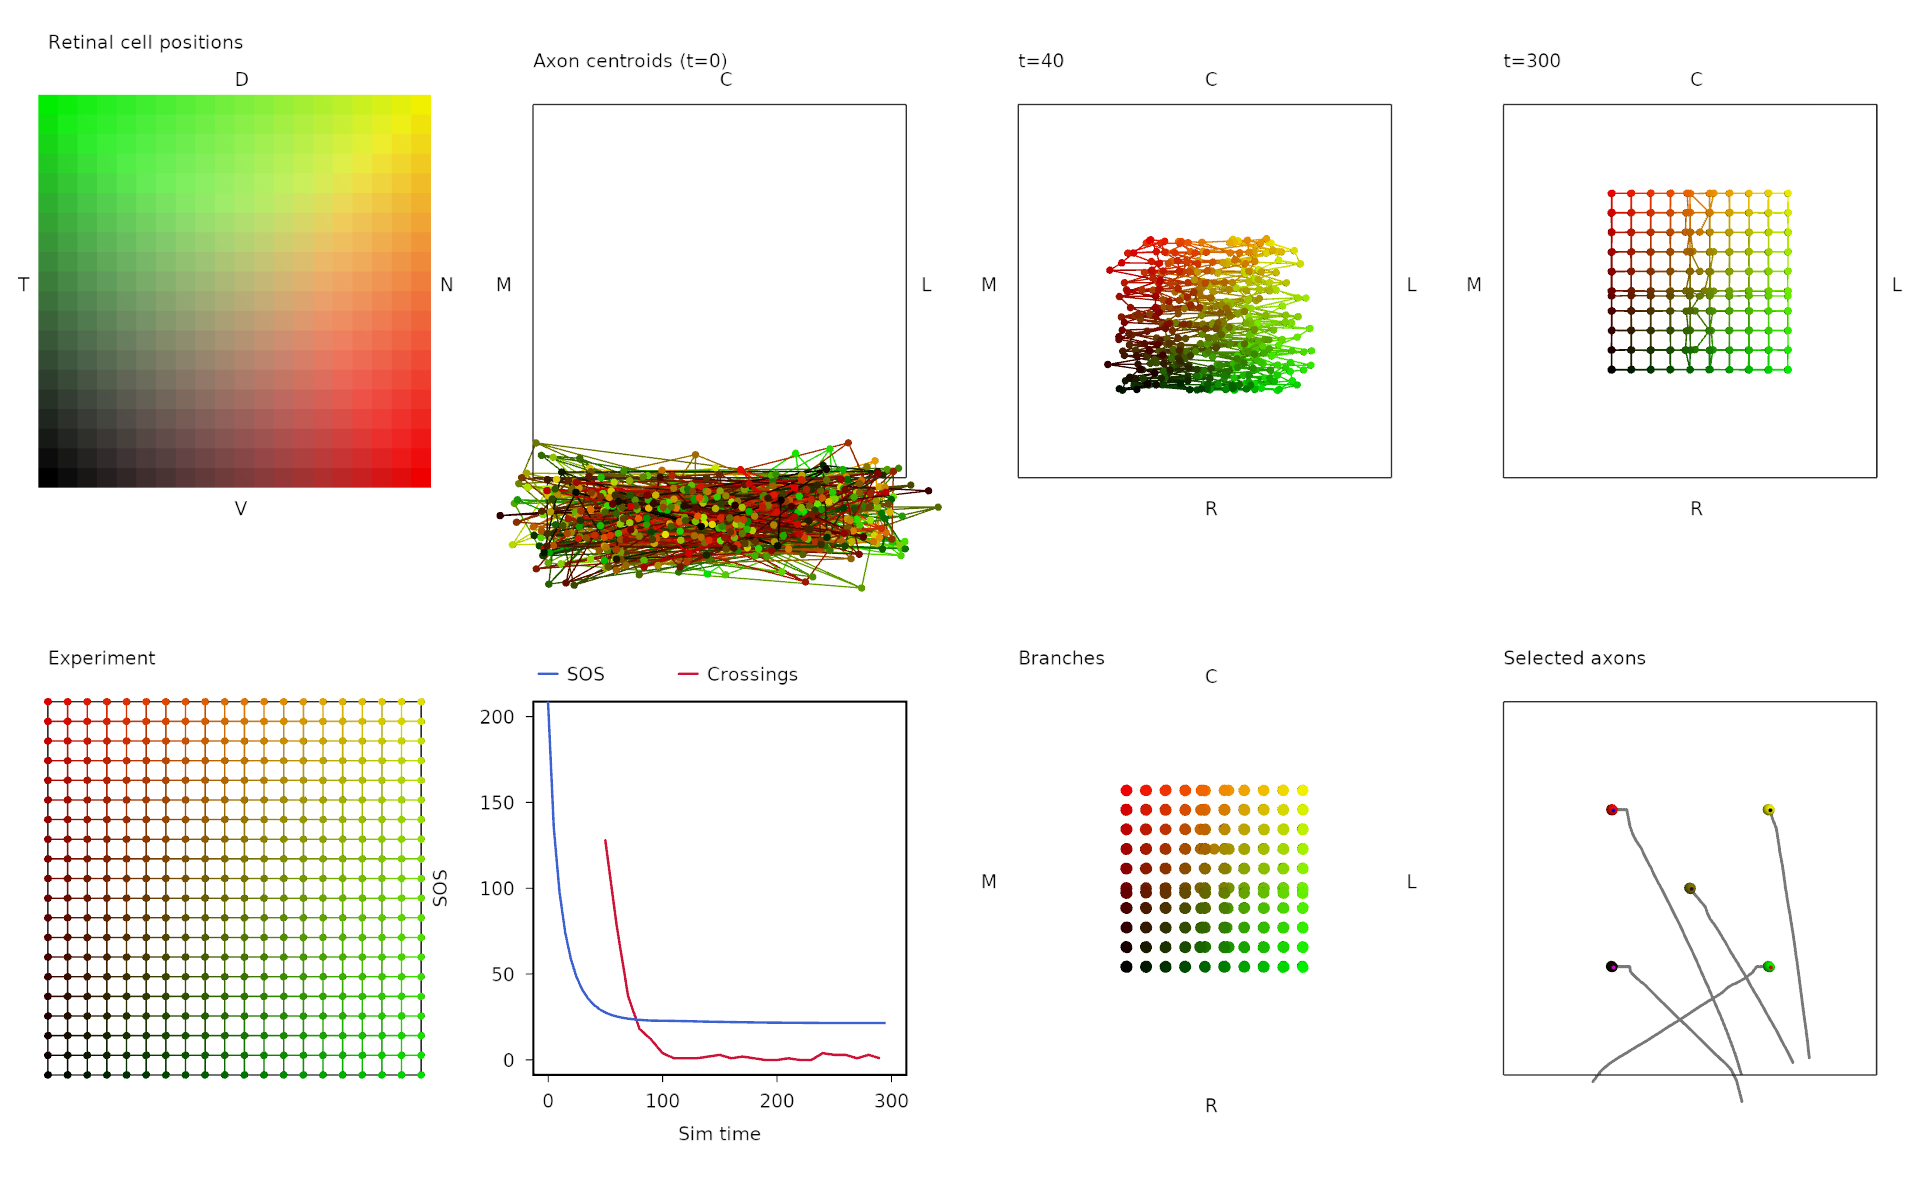 Retinal cell positions
D
T
N
V
Axon centroids (t=0)
C
M
L
t=40
C
M
L
R
t=300
C
M
L
R
Experiment
SOS
Crossings
SOS
200
150
100
50
0
0
100
200
300
Sim time
Branches
C
M
L
R
Selected axons